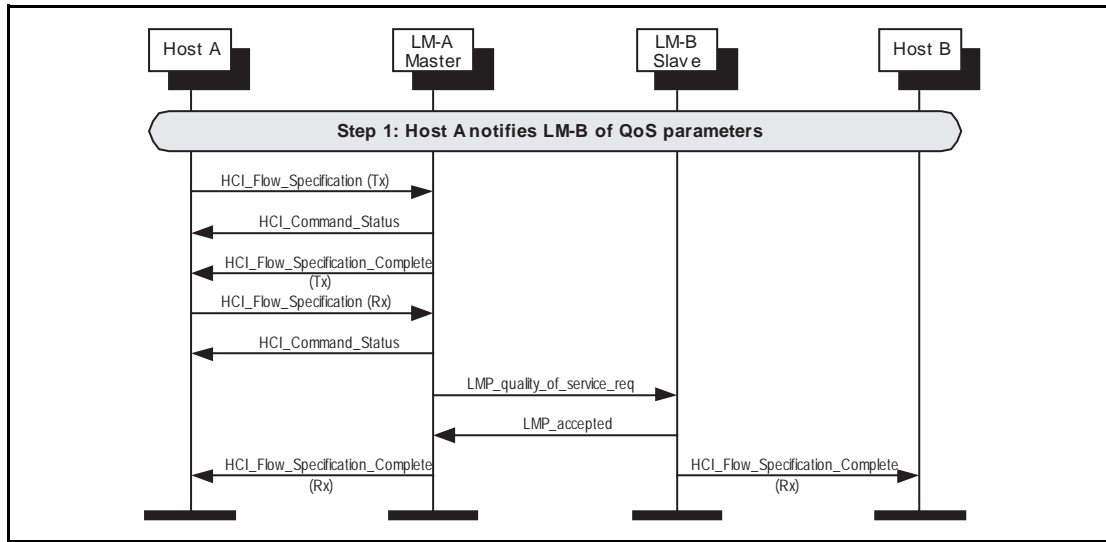 Host A
LM-A
Master
LM-B
Slave
Host B
Step 1: Host A notifies LM-B of QoS parameters
HCI_Flow_Specification (Tx)
HCI_Command_Status
HCI_Flow_Specification_Complete
(Tx)
HCI_Flow_Specification (Rx)
HCI_Command_Status
LMP_quality_of_service_req
LMP_accepted
HCI_Flow_Specification_Complete
(Rx)
HCI_Flow_Specification_Complete
(Rx)